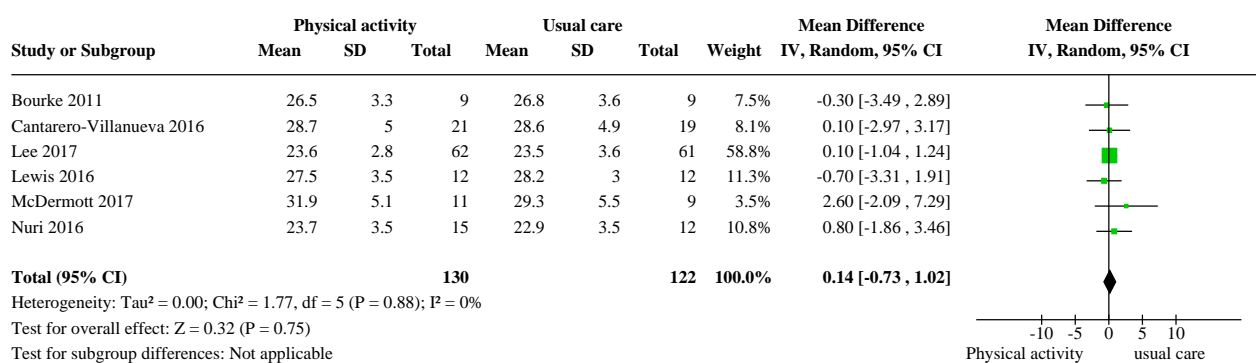 Physical activity Usual care Mean Difference Mean Difference
Study or Subgroup Mean SD Total Mean SD Total Weight IV, Random, 95% CI IV, Random, 95% CI
Bourke 2011 26.5 3.3 9 26.8 3.6 9 7.5% -0.30 [-3.49 , 2.89]
Cantarero-Villanueva 2016 28.7 5 21 28.6 4.9 19 8.1% 0.10 [-2.97 , 3.17]
Lee 2017 23.6 2.8 62 23.5 3.6 61 58.8% 0.10 [-1.04 , 1.24]
Lewis 2016 27.5 3.5 12 28.2 3 12 11.3% -0.70 [-3.31 , 1.91]
McDermott 2017 31.9 5.1 11 29.3 5.5 9 3.5% 2.60 [-2.09 , 7.29]
Nuri 2016 23.7 3.5 15 22.9 3.5 12 10.8% 0.80 [-1.86 , 3.46]
Total (95% CI) 130 122 100.0% 0.14 [-0.73 , 1.02]
Heterogeneity: Tau² = 0.00; Chi² = 1.77, df = 5 (P = 0.88); I² = 0%
Test for overall effect: Z = 0.32 (P = 0.75)
-10 -5 0 5 10
Test for subgroup differences: Not applicable Physical activity usual care